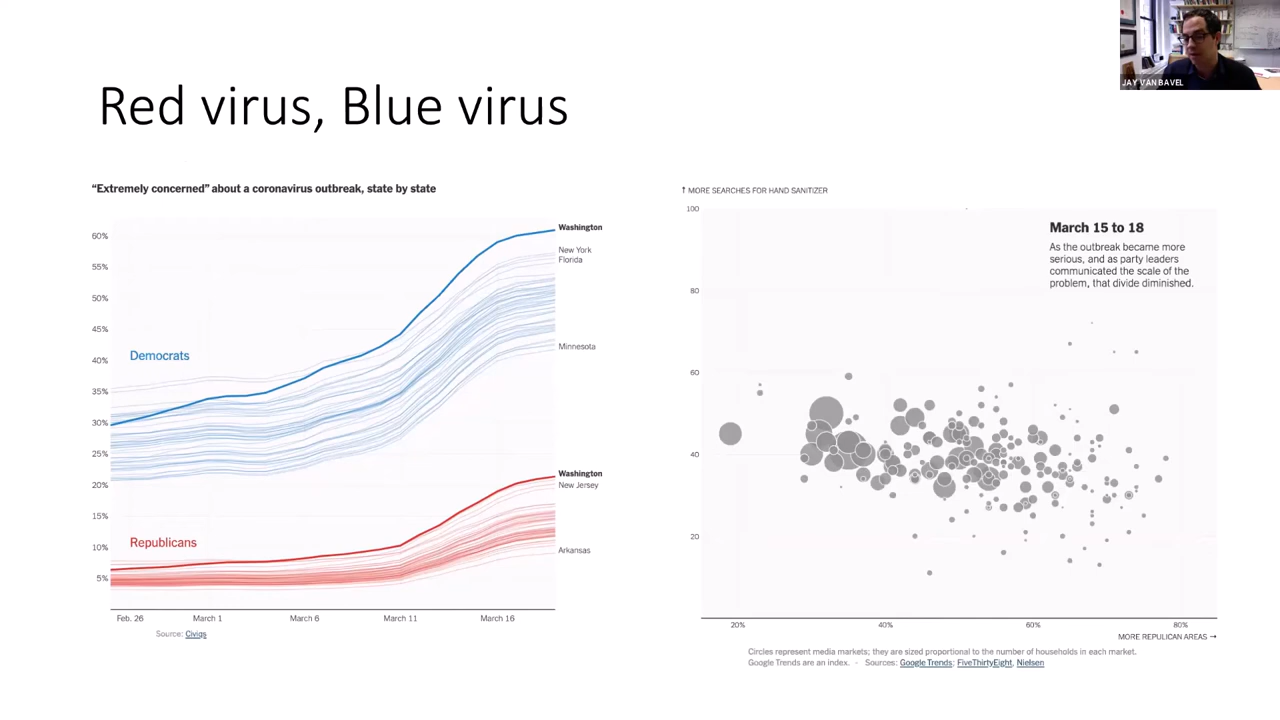 JAY VAN BAVEL
Red virus, Blue virus
“Extremely concerned” about a coronavirus outbreak, state by state
60%
55%
50%
45%
40%
35%
30%
25%
20%
15%
10%
5%
Democrats
Republicans
Washington
New York
Florida
Minnesota
Washington
New Jersey
Arkansas
Feb. 26
March 1
March 6
March 11
March 16
Source: Civiqs
↑ MORE SEARCHES FOR HAND SANITIZER
100
80
60
40
20
March 15 to 18
As the outbreak became more
serious, and as party leaders
communicated the scale of the
problem, that divide diminished.
20%
40%
60%
80%
MORE REPULICAN AREAS →
Circles represent media markets; they are sized proportional to the number of households in each market.
Google Trends are an index. · Sources: Google Trends; FiveThirtyEight, Nielsen